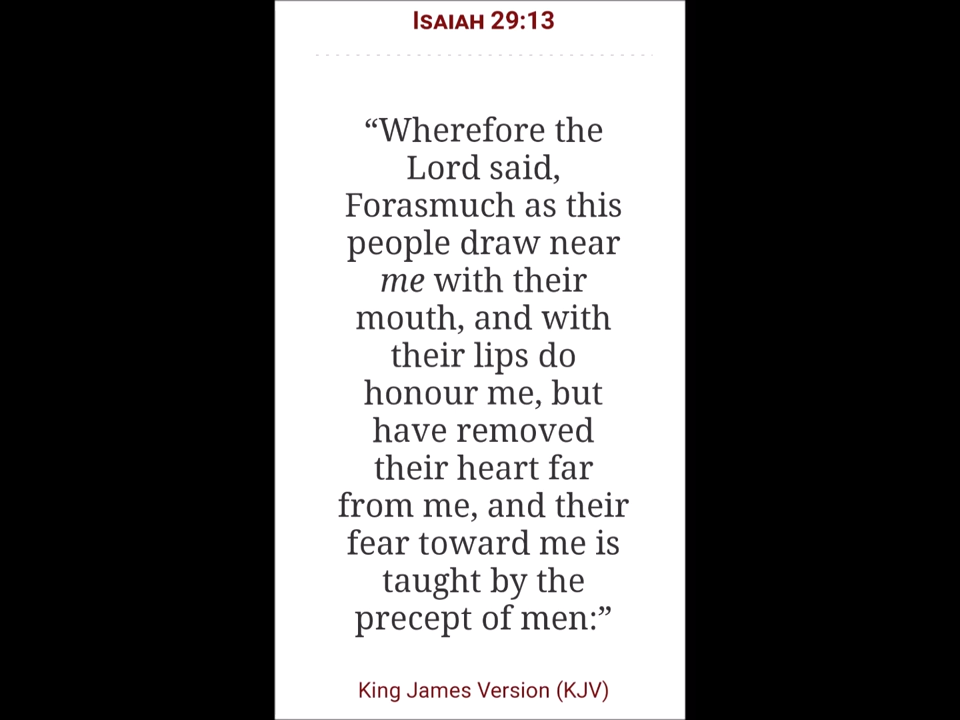 Isaiah 29:13
“Wherefore the
Lord said,
Forasmuch as this
people draw near
me with their
mouth, and with
their lips do
honour me, but
have removed
their heart far
from me, and their
fear toward me is
taught by the
precept of men:”
King James Version (KJV)